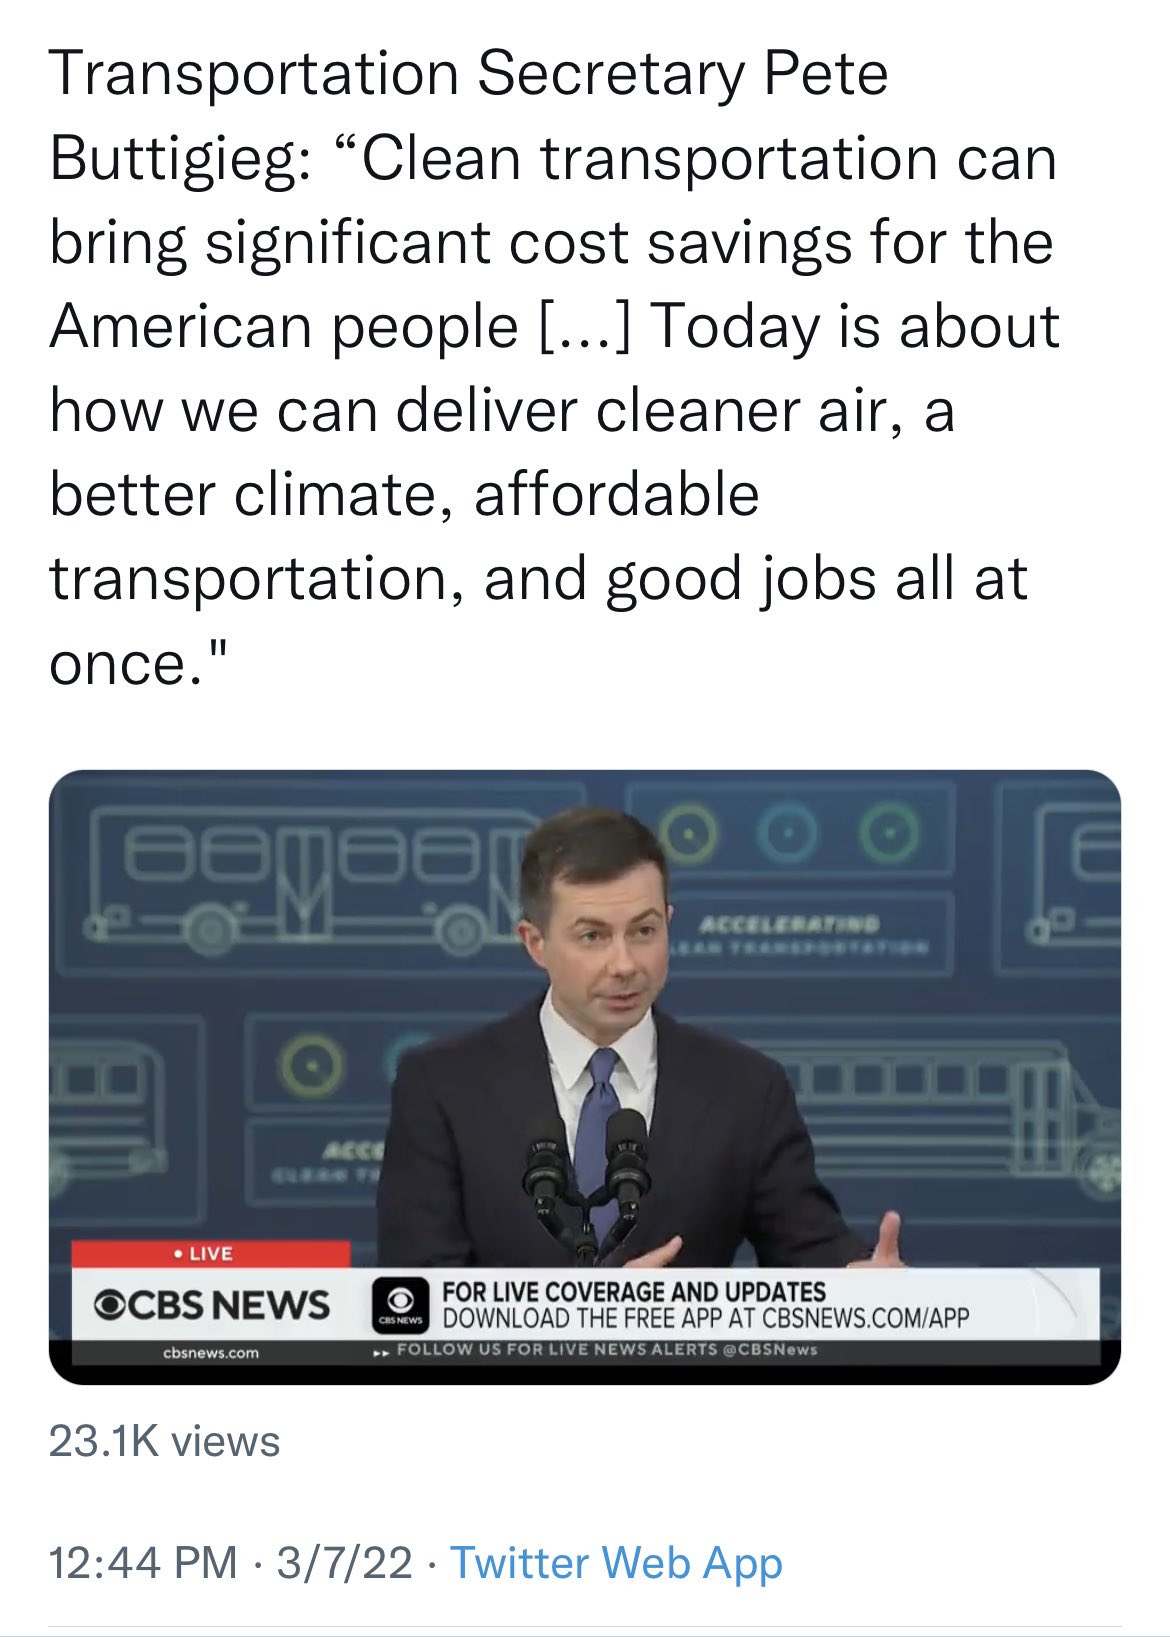 Transportation Secretary Pete
Buttigieg: “Clean transportation can
bring significant cost savings for the
American people [...] Today is about
how we can deliver cleaner air, a
better climate, affordable
transportation, and good jobs all at
once."
ACCELERATING
LEAN TRANSPORTATION
ACCE
CLEAN T
• LIVE
CBS NEWS
CBS NEWS
FOR LIVE COVERAGE AND UPDATES
DOWNLOAD THE FREE APP AT CBSNEWS.COM/APP
cbsnews.com
▸▸ FOLLOW US FOR LIVE NEWS ALERTS @CBSNews
23.1K views
12:44 PM · 3/7/22 · Twitter Web App